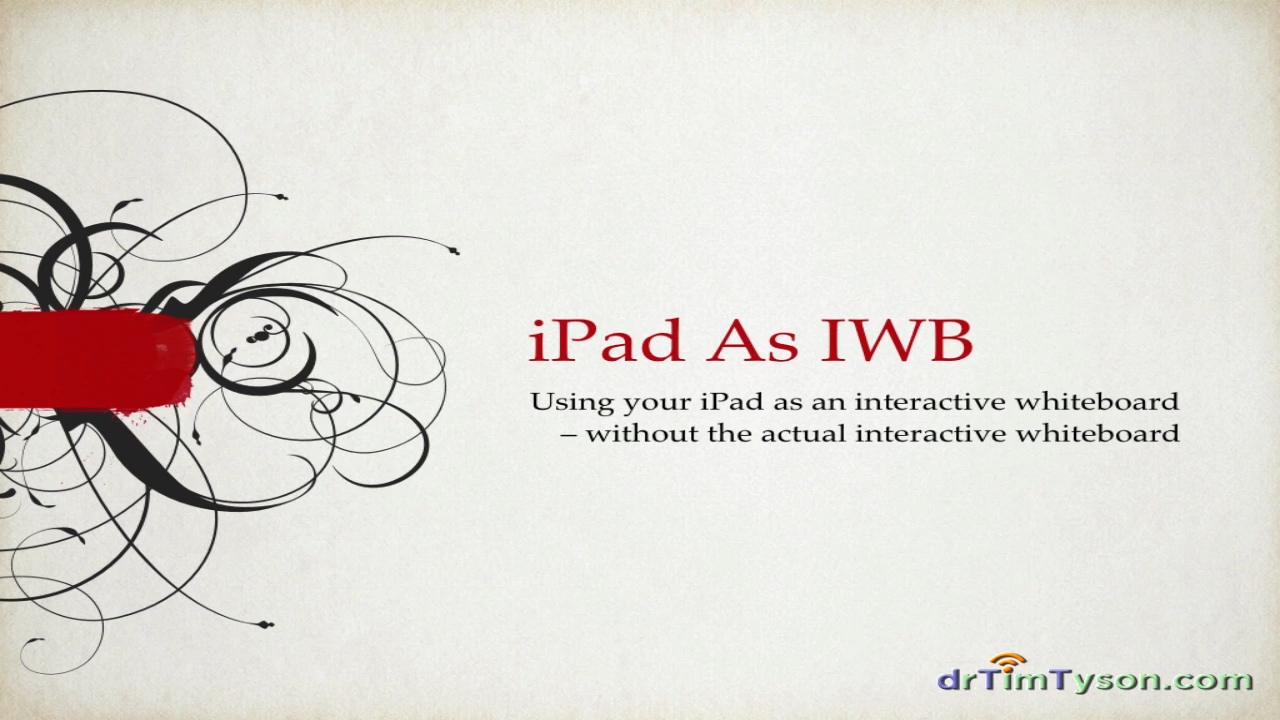 iPad As IWB
Using your iPad as an interactive whiteboard
– without the actual interactive whiteboard
drTimTyson.com